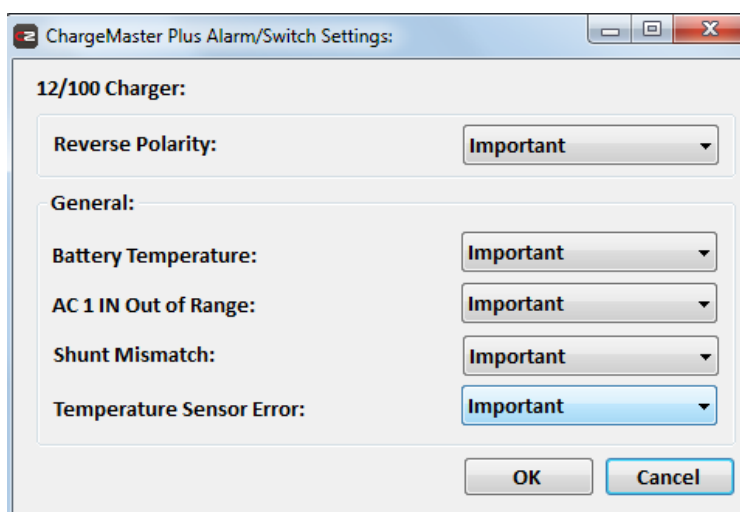 ChargeMaster Plus Alarm/Switch Settings:
12/100 Charger:
Reverse Polarity: Important
General:
Battery Temperature: Important
AC 1 IN Out of Range: Important
Shunt Mismatch: Important
Temperature Sensor Error: Important
OK Cancel